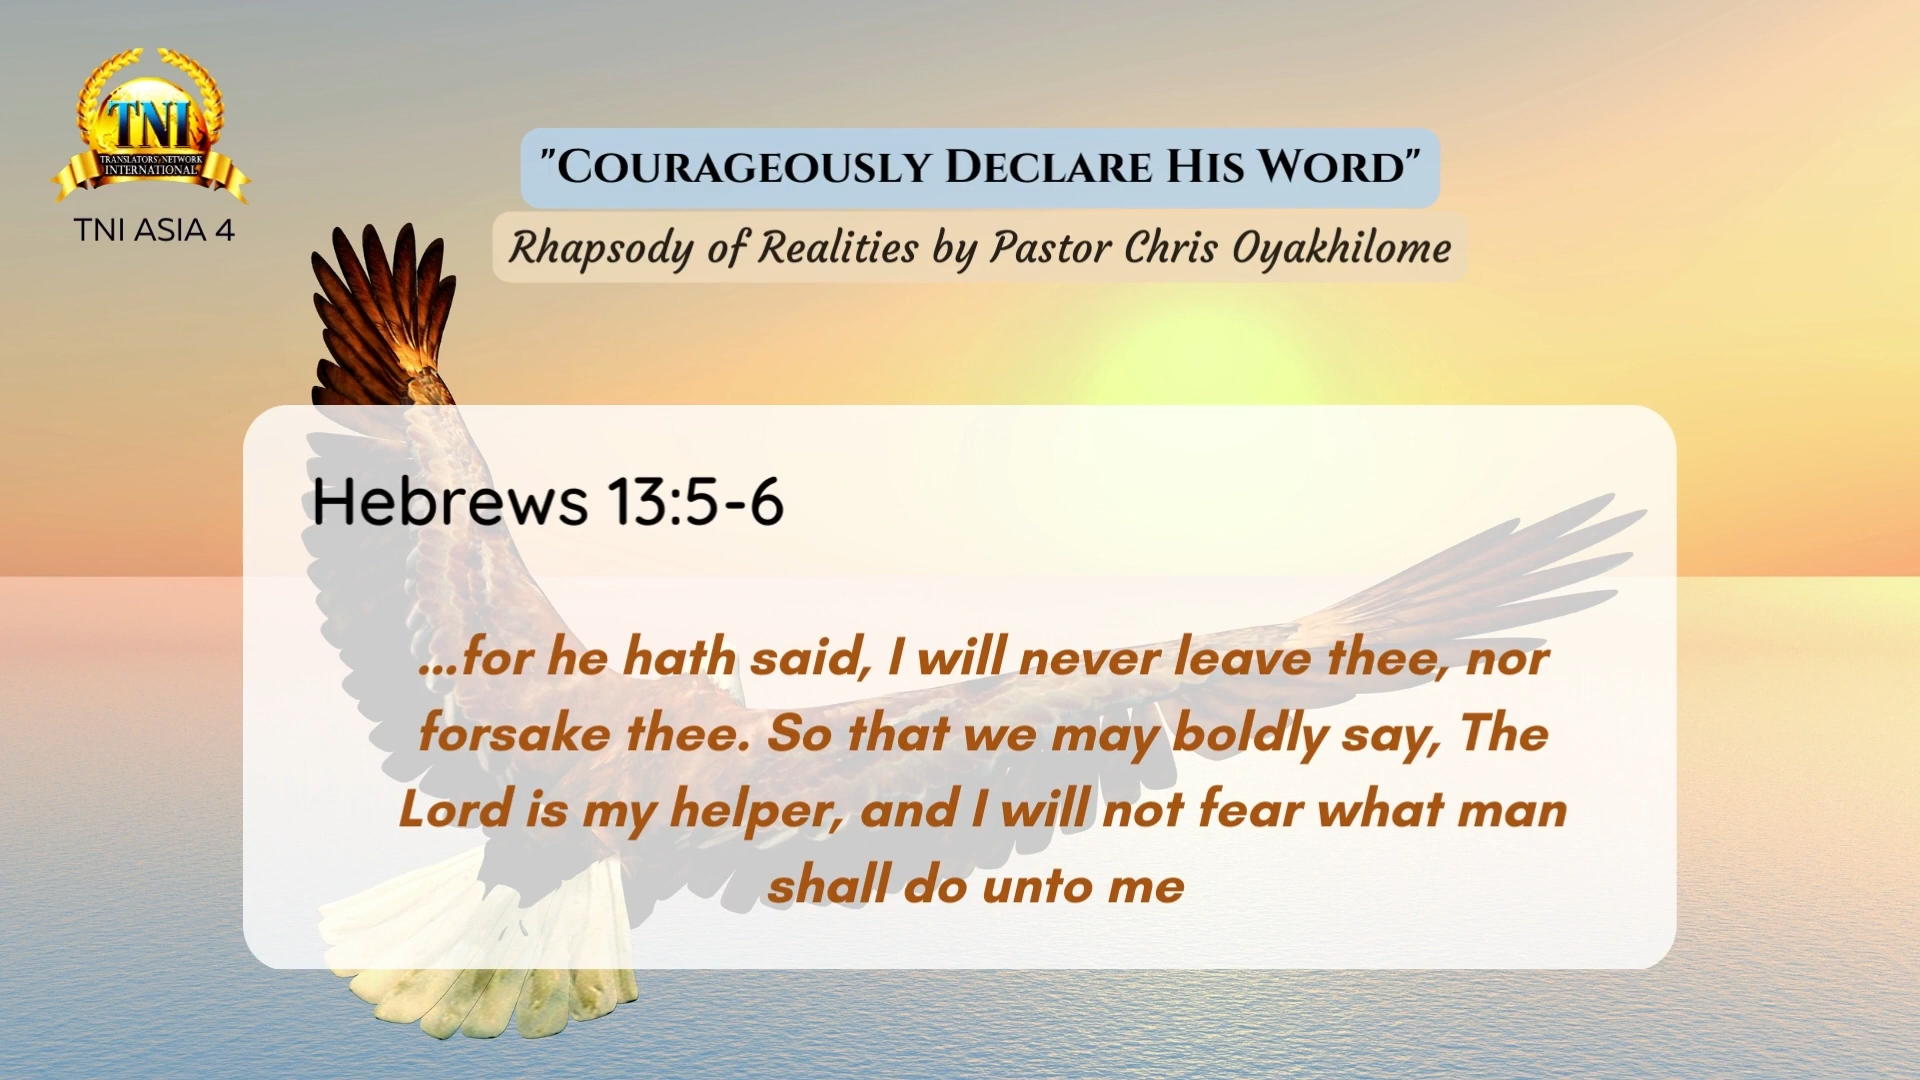 TNI
TRANSLATORS' NETWORK
INTERNATIONAL
TNI ASIA 4
"Courageously Declare His Word"
Rhapsody of Realities by Pastor Chris Oyakhilome
Hebrews 13:5-6
...for he hath said, I will never leave thee, nor
forsake thee. So that we may boldly say, The
Lord is my helper, and I will not fear what man
shall do unto me